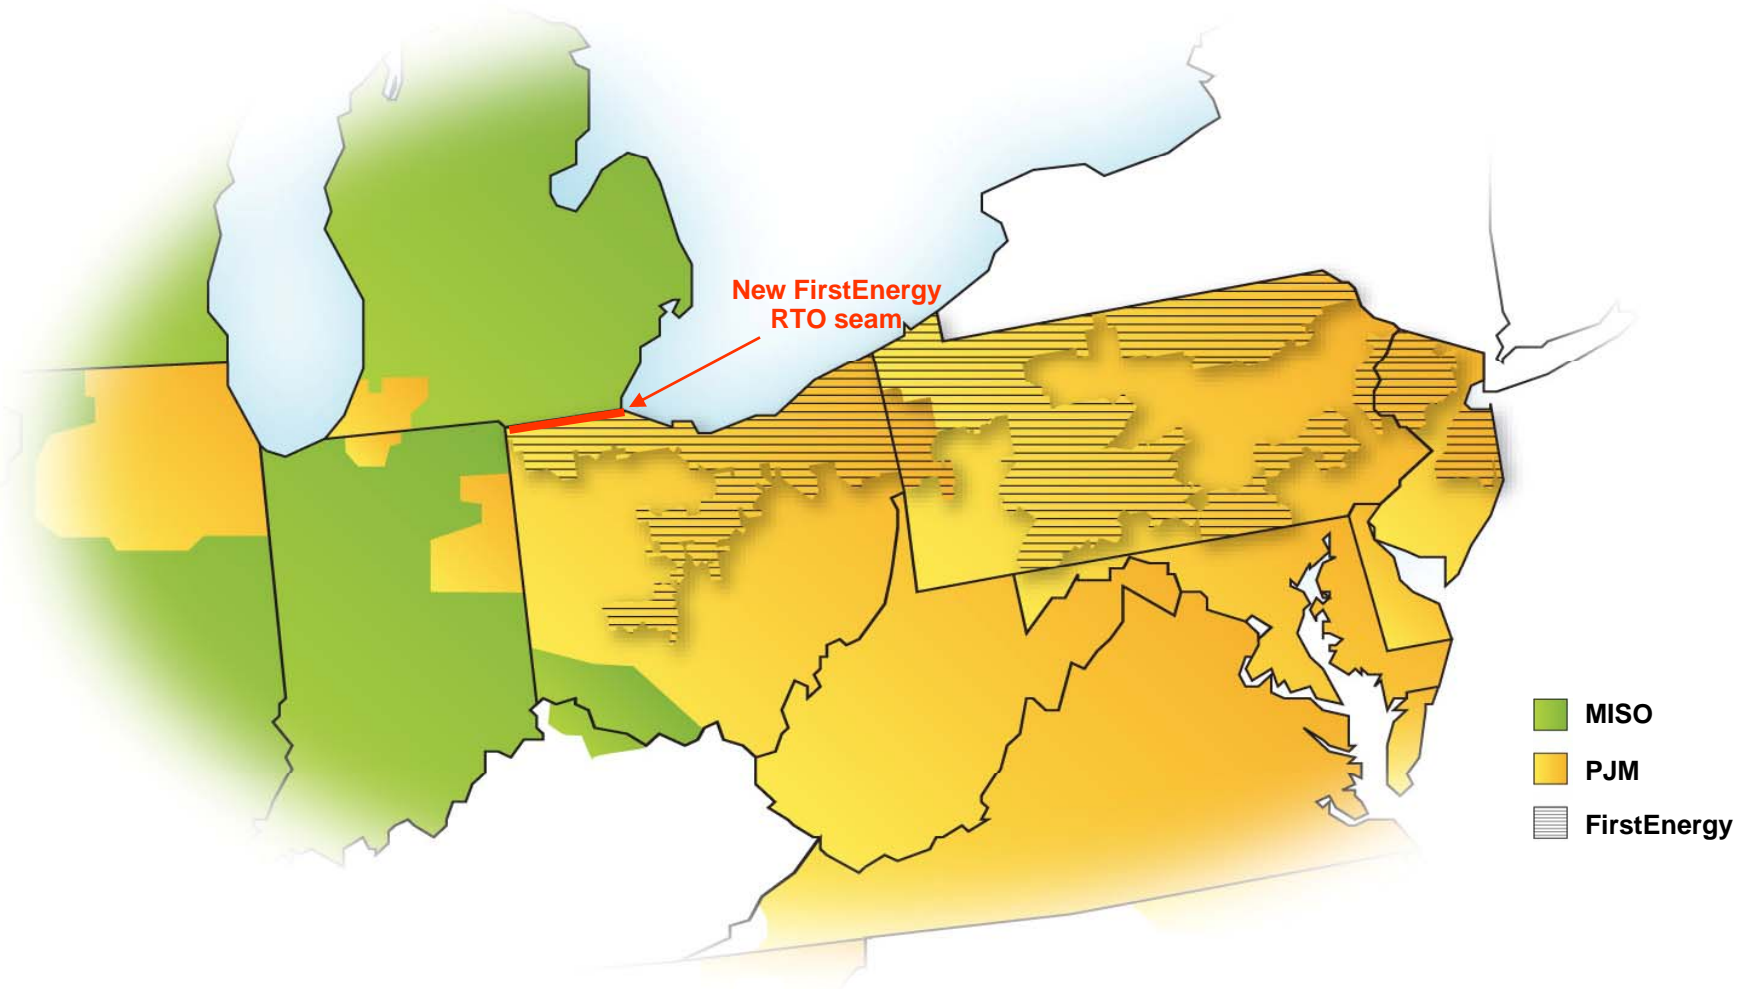 New FirstEnergy
RTO seam
MISO
PJM
FirstEnergy